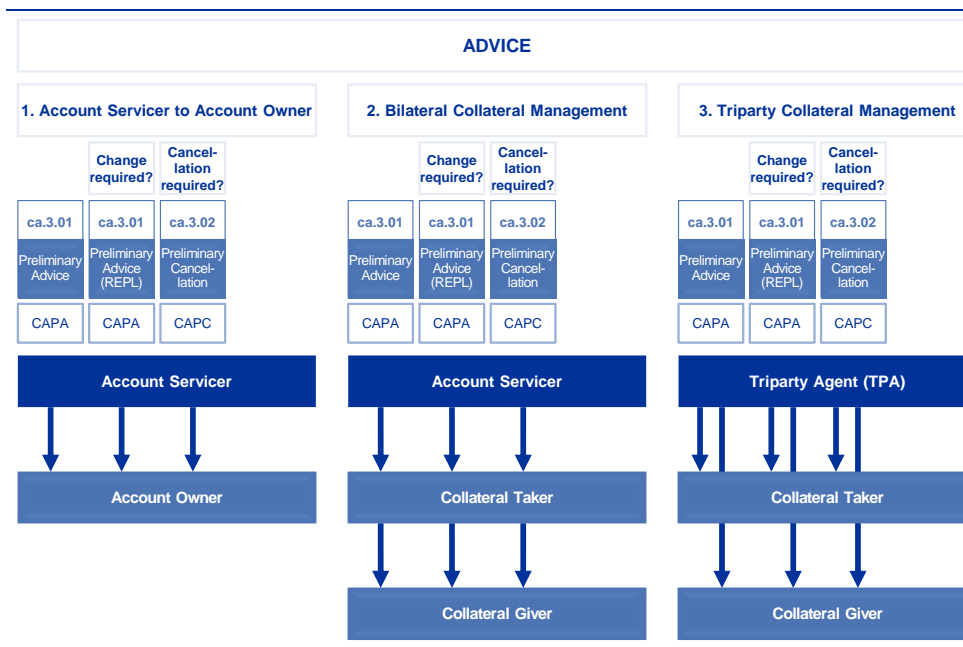 ADVICE
1. Account Servicer to Account Owner
Change
required?
Cancel-
lation
required?
ca.3.01
ca.3.01
ca.3.02
Preliminary
Advice
Preliminary
Advice
(REPL)
Preliminary
Cancel-
lation
CAPA
CAPA
CAPC
Account Servicer
Account Owner
2. Bilateral Collateral Management
Change
required?
Cancel-
lation
required?
ca.3.01
ca.3.01
ca.3.02
Preliminary
Advice
Preliminary
Advice
(REPL)
Preliminary
Cancel-
lation
CAPA
CAPA
CAPC
Account Servicer
Collateral Taker
Collateral Giver
3. Triparty Collateral Management
Change
required?
Cancel-
lation
required?
ca.3.01
ca.3.01
ca.3.02
Preliminary
Advice
Preliminary
Advice
(REPL)
Preliminary
Cancel-
lation
CAPA
CAPA
CAPC
Triparty Agent (TPA)
Collateral Taker
Collateral Giver